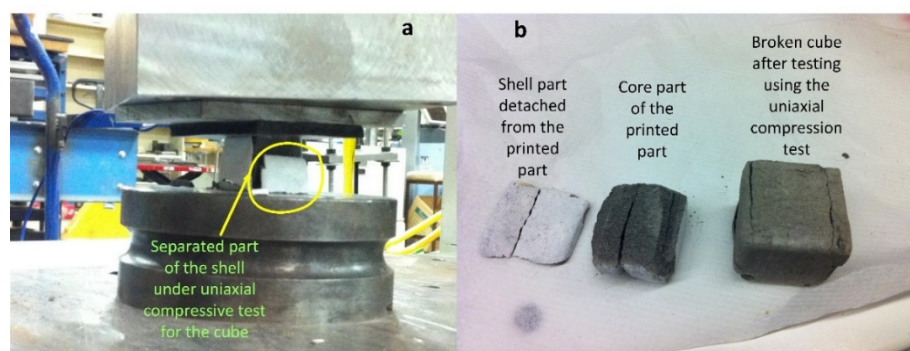 a
Separated part
of the shell
under uniaxial
compressive test
for the cube
b
Shell part
detached
from the
printed
part
Core part
of the
printed
part
Broken cube
after testing
using the
uniaxial
compression
test